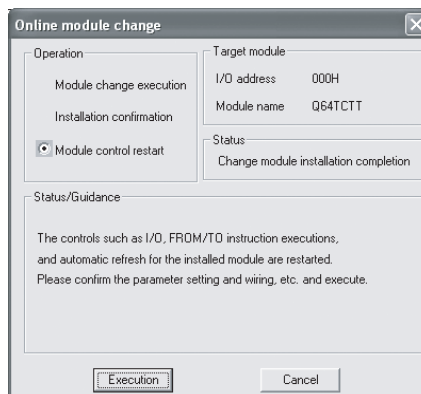 Online module change
Operation
Module change execution
Installation confirmation
Module control restart
Target module
I/O address 000H
Module name Q64TCTT
Status
Change module installation completion
Status/Guidance
The controls such as I/O, FROM/TO instruction executions,
and automatic refresh for the installed module are restarted.
Please confirm the parameter setting and wiring, etc. and execute.
Execution
Cancel